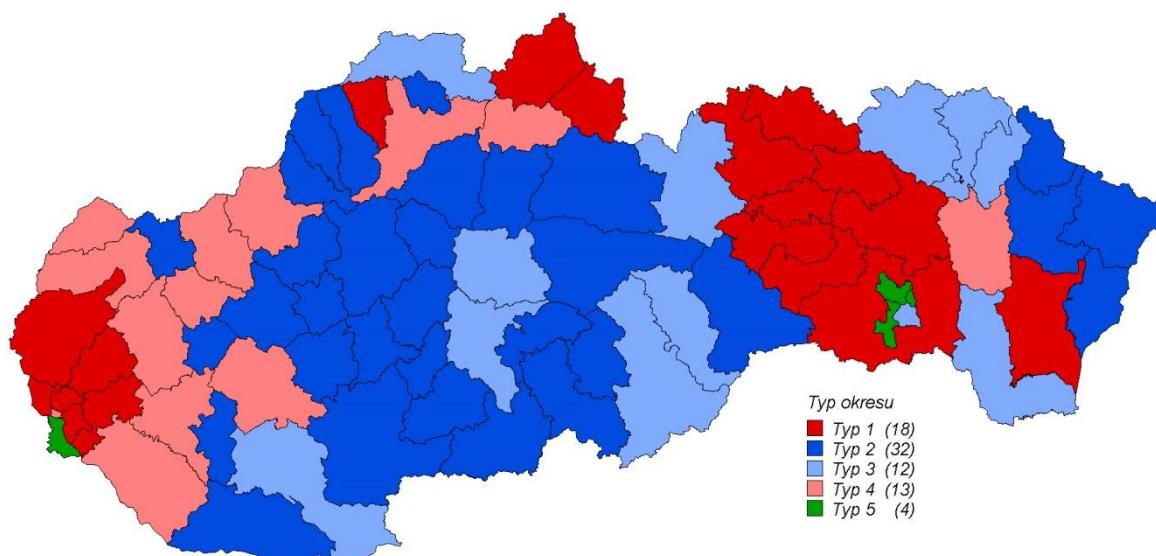 Typ okresu
Typ 1 (18)
Typ 2 (32)
Typ 3 (12)
Typ 4 (13)
Typ 5 (4)